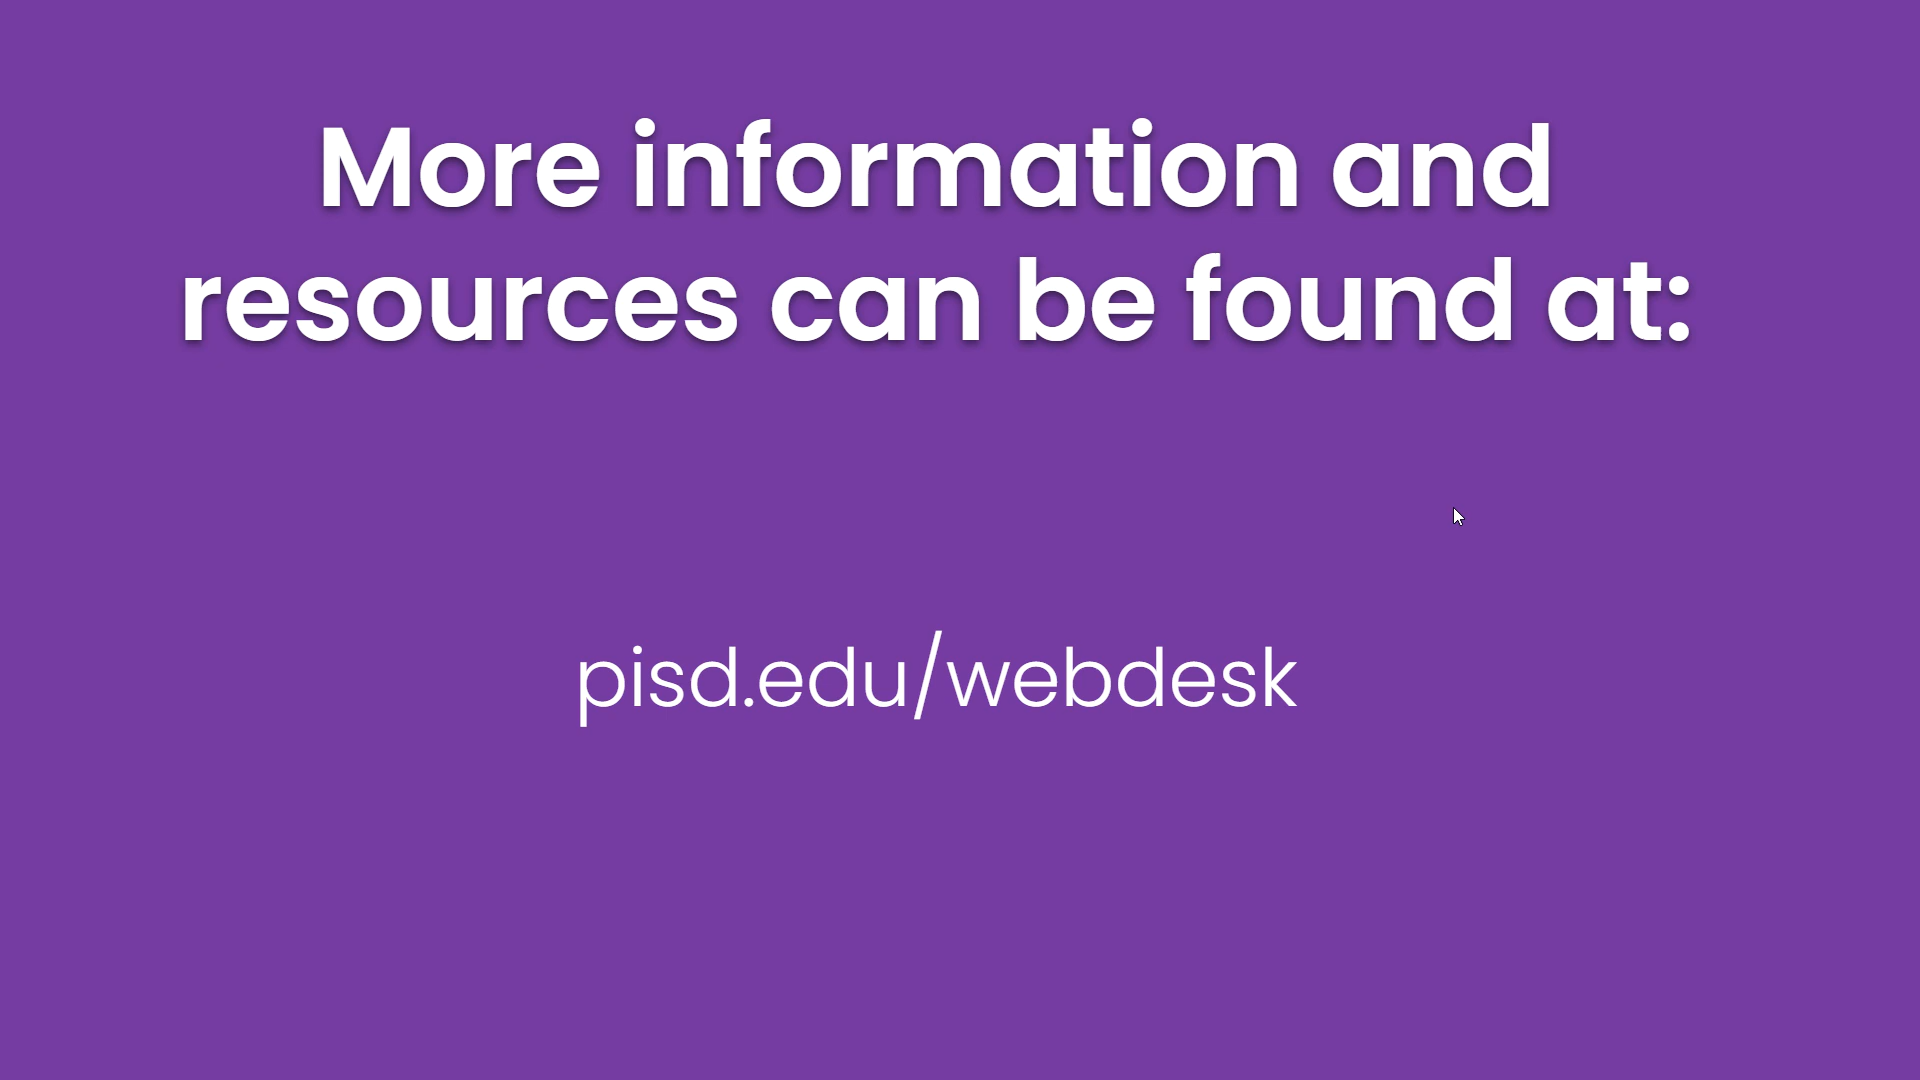 More information and
resources can be found at:
pisd.edu/webdesk